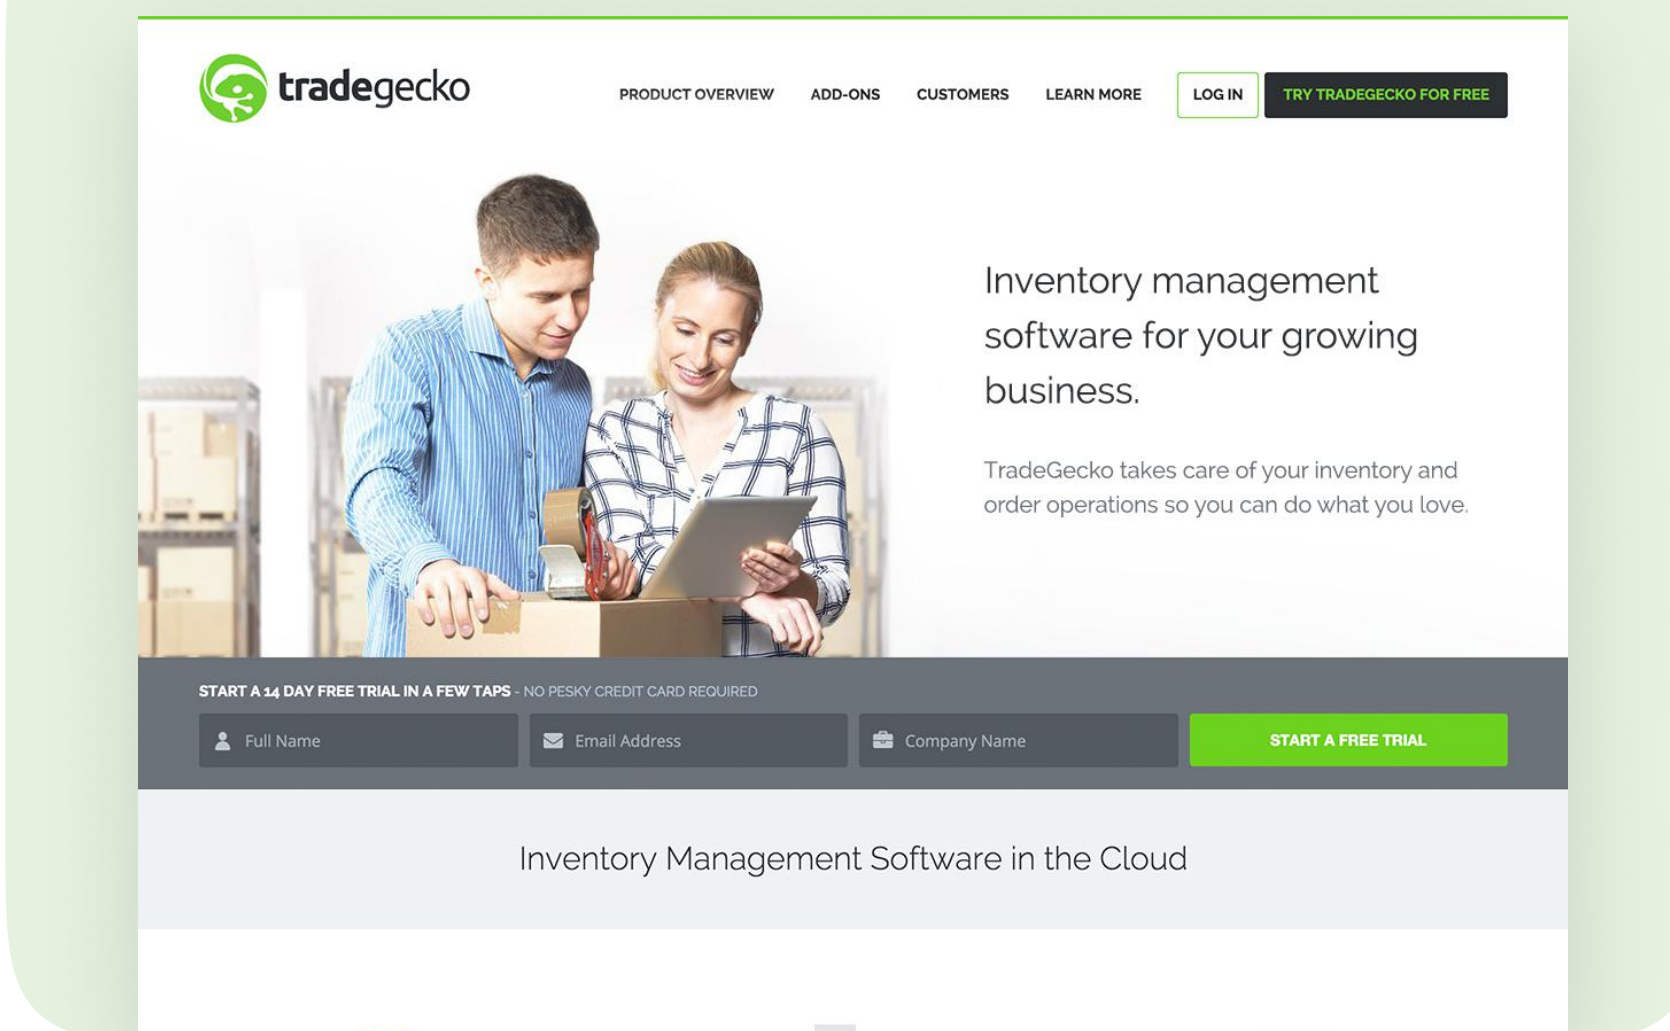 tradegecko
PRODUCT OVERVIEW
ADD-ONS
CUSTOMERS
LEARN MORE
LOG IN
TRY TRADEGECKO FOR FREE
Inventory management
software for your growing
business.
TradeGecko takes care of your inventory and
order operations so you can do what you love.
START A 14 DAY FREE TRIAL IN A FEW TAPS - NO PESKY CREDIT CARD REQUIRED
Full Name
Email Address
Company Name
START A FREE TRIAL
Inventory Management Software in the Cloud